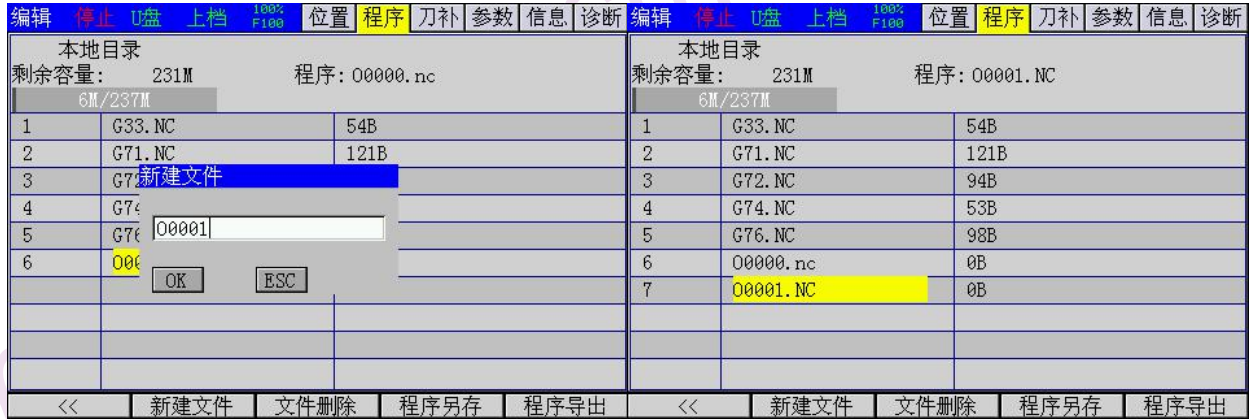 编辑 停止 U盘 上档 100% F100 位置 程序 刀补 参数 信息 诊断
本地目录
剩余容量: 231M 程序:O0000.nc
6M/237M
1 G33.NC 54B
2 G71.NC 121B
3 G72
4 G74
5 G76
6 O00
新建文件
O0001
OK ESC
<< 新建文件 文件删除 程序另存 程序导出
编辑 停止 U盘 上档 100% F100 位置 程序 刀补 参数 信息 诊断
本地目录
剩余容量: 231M 程序:O0001.NC
6M/237M
1 G33.NC 54B
2 G71.NC 121B
3 G72.NC 94B
4 G74.NC 53B
5 G76.NC 98B
6 O0000.nc 0B
7 O0001.NC 0B
<< 新建文件 文件删除 程序另存 程序导出